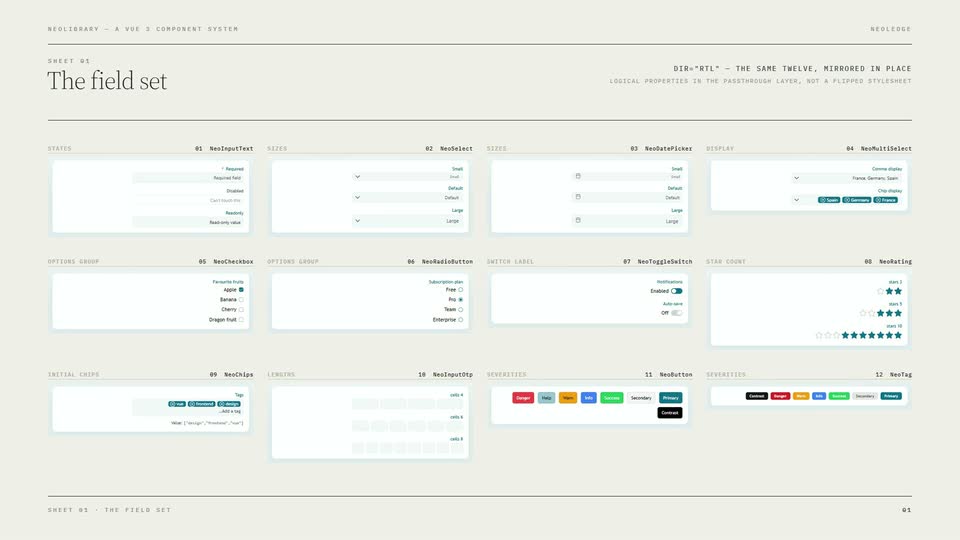 NEOLIBRARY — A VUE 3 COMPONENT SYSTEM
NEOLEDGE
SHEET 01
The field set
DIR="RTL" — THE SAME TWELVE, MIRRORED IN PLACE
LOGICAL PROPERTIES IN THE PASSTHROUGH LAYER, NOT A FLIPPED STYLESHEET
STATES
01 NeoInputText
* Required
Required field
Disabled
Can't touch this
Readonly
Read-only value
SIZES
02 NeoSelect
Small
Small
Default
Default
Large
Large
SIZES
03 NeoDatePicker
Small
Small
Default
Default
Large
Large
DISPLAY
04 NeoMultiSelect
Comma display
France, Germany, Spain
Chip display
Spain Germany France
OPTIONS GROUP
05 NeoCheckbox
Favourite fruits
Apple
Banana
Cherry
Dragon fruit
OPTIONS GROUP
06 NeoRadioButton
Subscription plan
Free
Pro
Team
Enterprise
SWITCH LABEL
07 NeoToggleSwitch
Notifications
Enabled
Auto-save
Off
STAR COUNT
08 NeoRating
stars 3
stars 5
stars 10
INITIAL CHIPS
09 NeoChips
Tags
vue frontend design
...Add a tag
Value: ["design","frontend","vue"]
LENGTHS
10 NeoInputOtp
cells 4
cells 6
cells 8
SEVERITIES
11 NeoButton
Danger Help Warn Info Success Secondary Primary
Contrast
SEVERITIES
12 NeoTag
Contrast Danger Warn Info Success Secondary Primary
SHEET 01 · THE FIELD SET
01